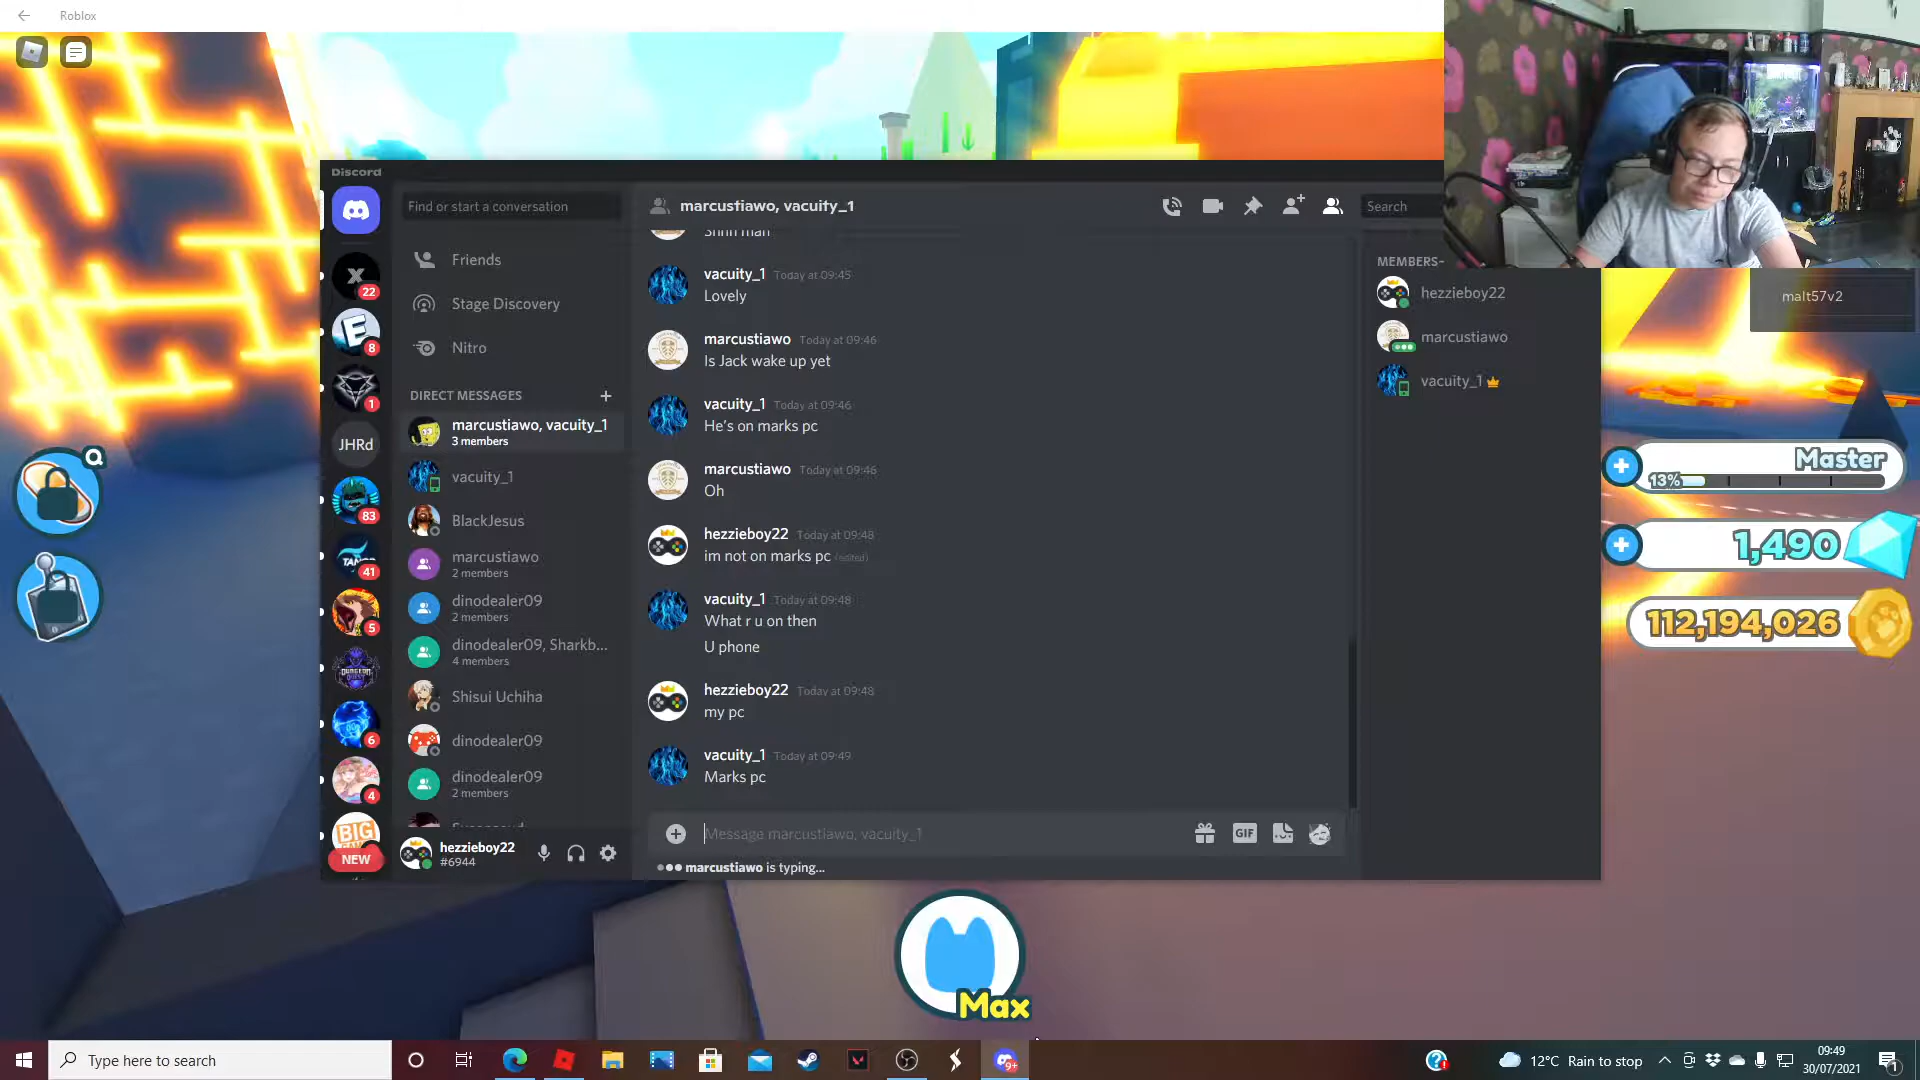 Roblox
Discord
Find or start a conversation
Friends
Stage Discovery
Nitro
DIRECT MESSAGES
marcustiawo, vacuity_1
3 members
vacuity_1
BlackJesus
marcustiawo
2 members
dinodealer09
2 members
dinodealer09, Sharkb...
4 members
Shisui Uchiha
dinodealer09
dinodealer09
2 members
hezzieboy22
#6944
X
22
E
8
1
JHRd
83
41
5
6
4
BIG
NEW
marcustiawo, vacuity_1
Search
vacuity_1 Today at 09:45
Lovely
marcustiawo Today at 09:46
Is Jack wake up yet
vacuity_1 Today at 09:46
He's on marks pc
marcustiawo Today at 09:46
Oh
hezzieboy22 Today at 09:48
im not on marks pc (edited)
vacuity_1 Today at 09:48
What r u on then
U phone
hezzieboy22 Today at 09:48
my pc
vacuity_1 Today at 09:49
Marks pc
Message marcustiawo, vacuity_1
GIF
marcustiawo is typing...
MEMBERS-
hezzieboy22
marcustiawo
vacuity_1
malt57v2
Master
13%
1,490
112,194,026
Max
Type here to search
9+
12°C Rain to stop
09:49
30/07/2021
1